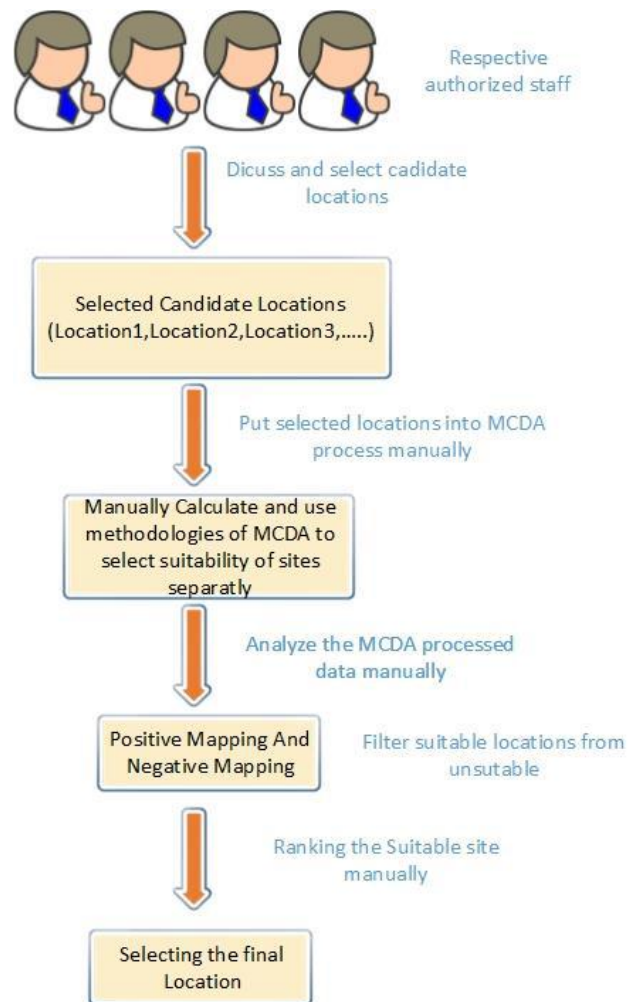 Respective
authorized staff
Dicuss and select cadidate
locations
Selected Candidate Locations
(Location1,Location2,Location3,.....)
Put selected locations into MCDA
process manually
Manually Calculate and use
methodologies of MCDA to
select suitability of sites
separatly
Analyze the MCDA processed
data manually
Positive Mapping And
Negative Mapping
Filter suitable locations from
unsutable
Ranking the Suitable site
manually
Selecting the final
Location